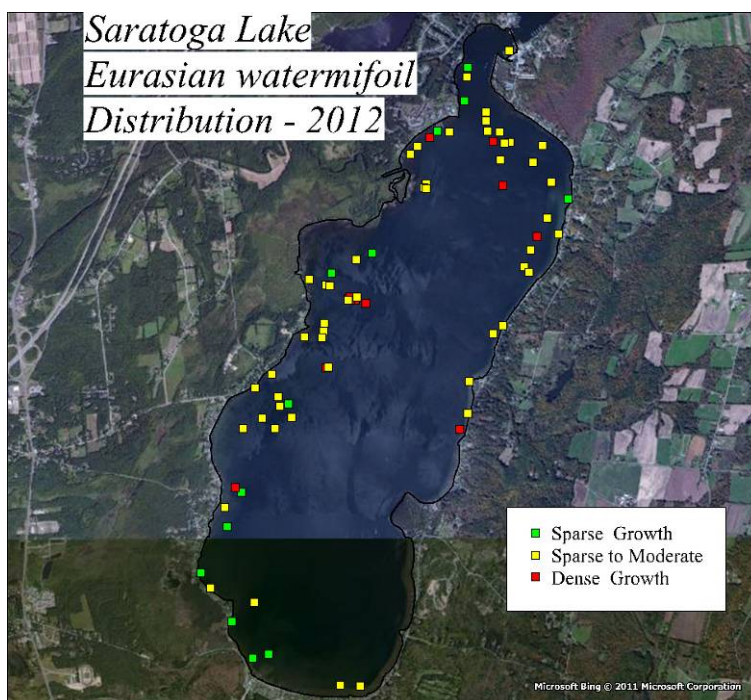 Saratoga Lake
Eurasian watermifoil
Distribution - 2012
Sparse Growth
Sparse to Moderate
Dense Growth
Microsoft Bing © 2011 Microsoft Corporation